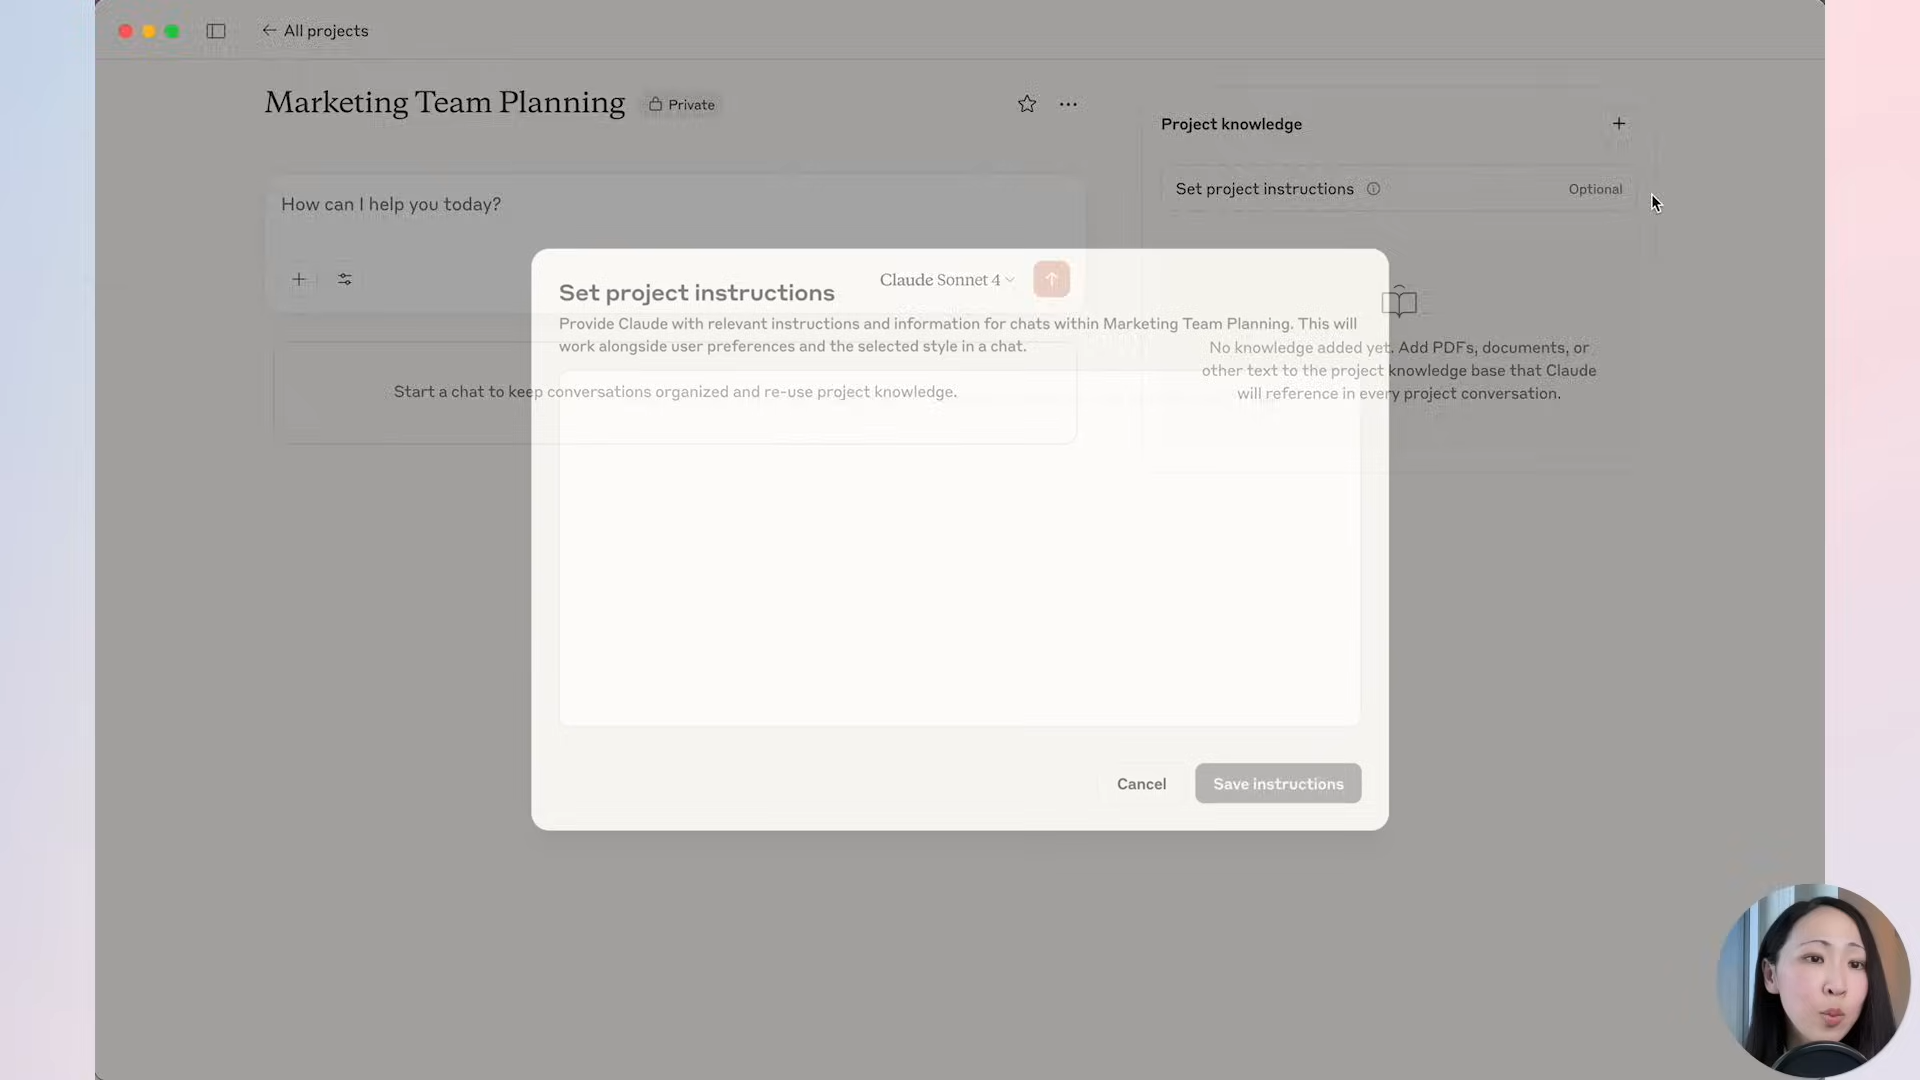 All projects
Marketing Team Planning
Private
Project knowledge
Set project instructions
Optional
How can I help you today?
Claude Sonnet 4
Start a chat to keep conversations organized and re-use project knowledge.
No knowledge added yet. Add PDFs, documents, or
other text to the project knowledge base that Claude
will reference in every project conversation.
Set project instructions
Provide Claude with relevant instructions and information for chats within Marketing Team Planning. This will
work alongside user preferences and the selected style in a chat.
Cancel
Save instructions